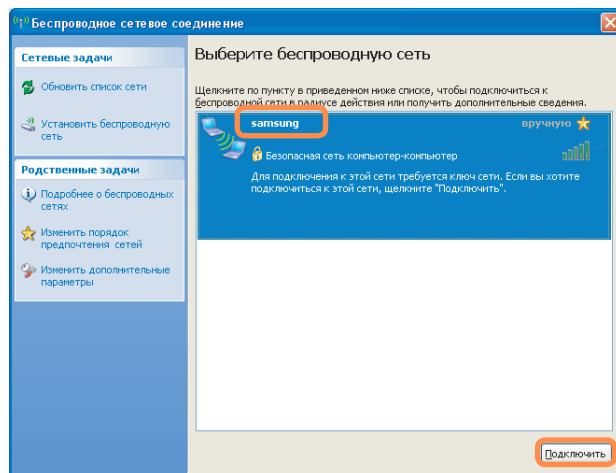 Беспроводное сетевое соединение
Сетевые задачи
Обновить список сети
Установить беспроводную
сеть
Родственные задачи
Подробнее о беспроводных
сетях
Изменить порядок
предпочтения сетей
Изменить дополнительные
параметры
Выберите беспроводную сеть
Щелкните по пункту в приведенном ниже списке, чтобы подключиться к
беспроводной сети в радиусе действия или получить дополнительные сведения.
samsung вручную
Безопасная сеть компьютер-компьютер
Для подключения к этой сети требуется ключ сети. Если вы хотите
подключиться к этой сети, щелкните "Подключить".
Подключить